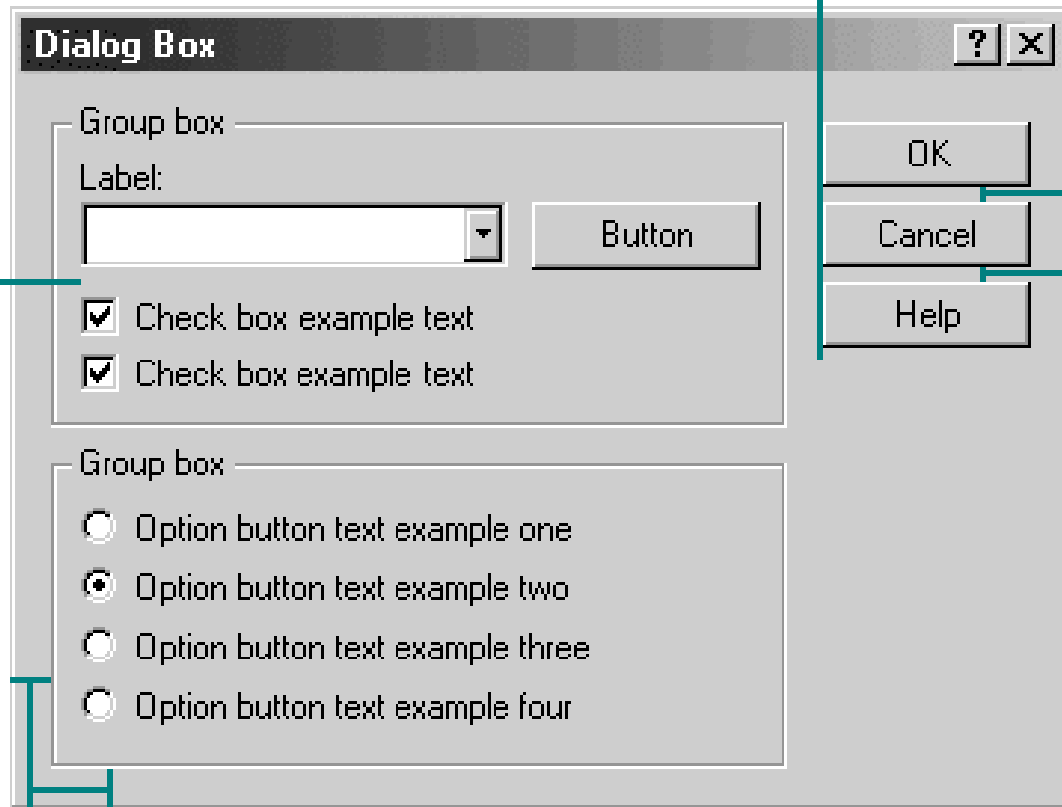 Dialog Box
?
Group box
Label:
Button
Check box example text
Check box example text
OK
Cancel
Help
Group box
Option button text example one
Option button text example two
Option button text example three
Option button text example four